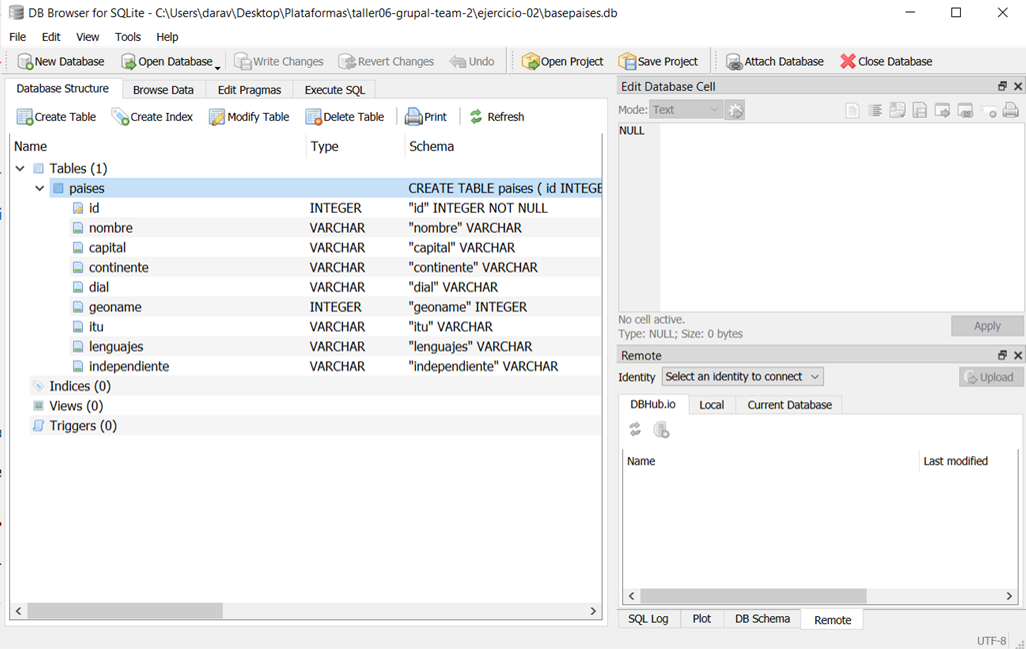 DB Browser for SQLite - C:\Users\darav\Desktop\Plataformas\taller06-grupal-team-2\ejercicio-02\basepaises.db
File Edit View Tools Help
New Database Open Database Write Changes Revert Changes Undo Open Project Save Project Attach Database Close Database
Database Structure Browse Data Edit Pragmas Execute SQL
Create Table Create Index Modify Table Delete Table Print Refresh
Name Type Schema
Tables (1)
paises CREATE TABLE paises ( id INTEGE
id INTEGER "id" INTEGER NOT NULL
nombre VARCHAR "nombre" VARCHAR
capital VARCHAR "capital" VARCHAR
continente VARCHAR "continente" VARCHAR
dial VARCHAR "dial" VARCHAR
geoname INTEGER "geoname" INTEGER
itu VARCHAR "itu" VARCHAR
lenguajes VARCHAR "lenguajes" VARCHAR
independiente VARCHAR "independiente" VARCHAR
Indices (0)
Views (0)
Triggers (0)
Edit Database Cell
Mode: Text
NULL
No cell active.
Type: NULL; Size: 0 bytes
Apply
Remote
Identity Select an identity to connect Upload
DBHub.io Local Current Database
Name Last modified
SQL Log Plot DB Schema Remote
UTF-8